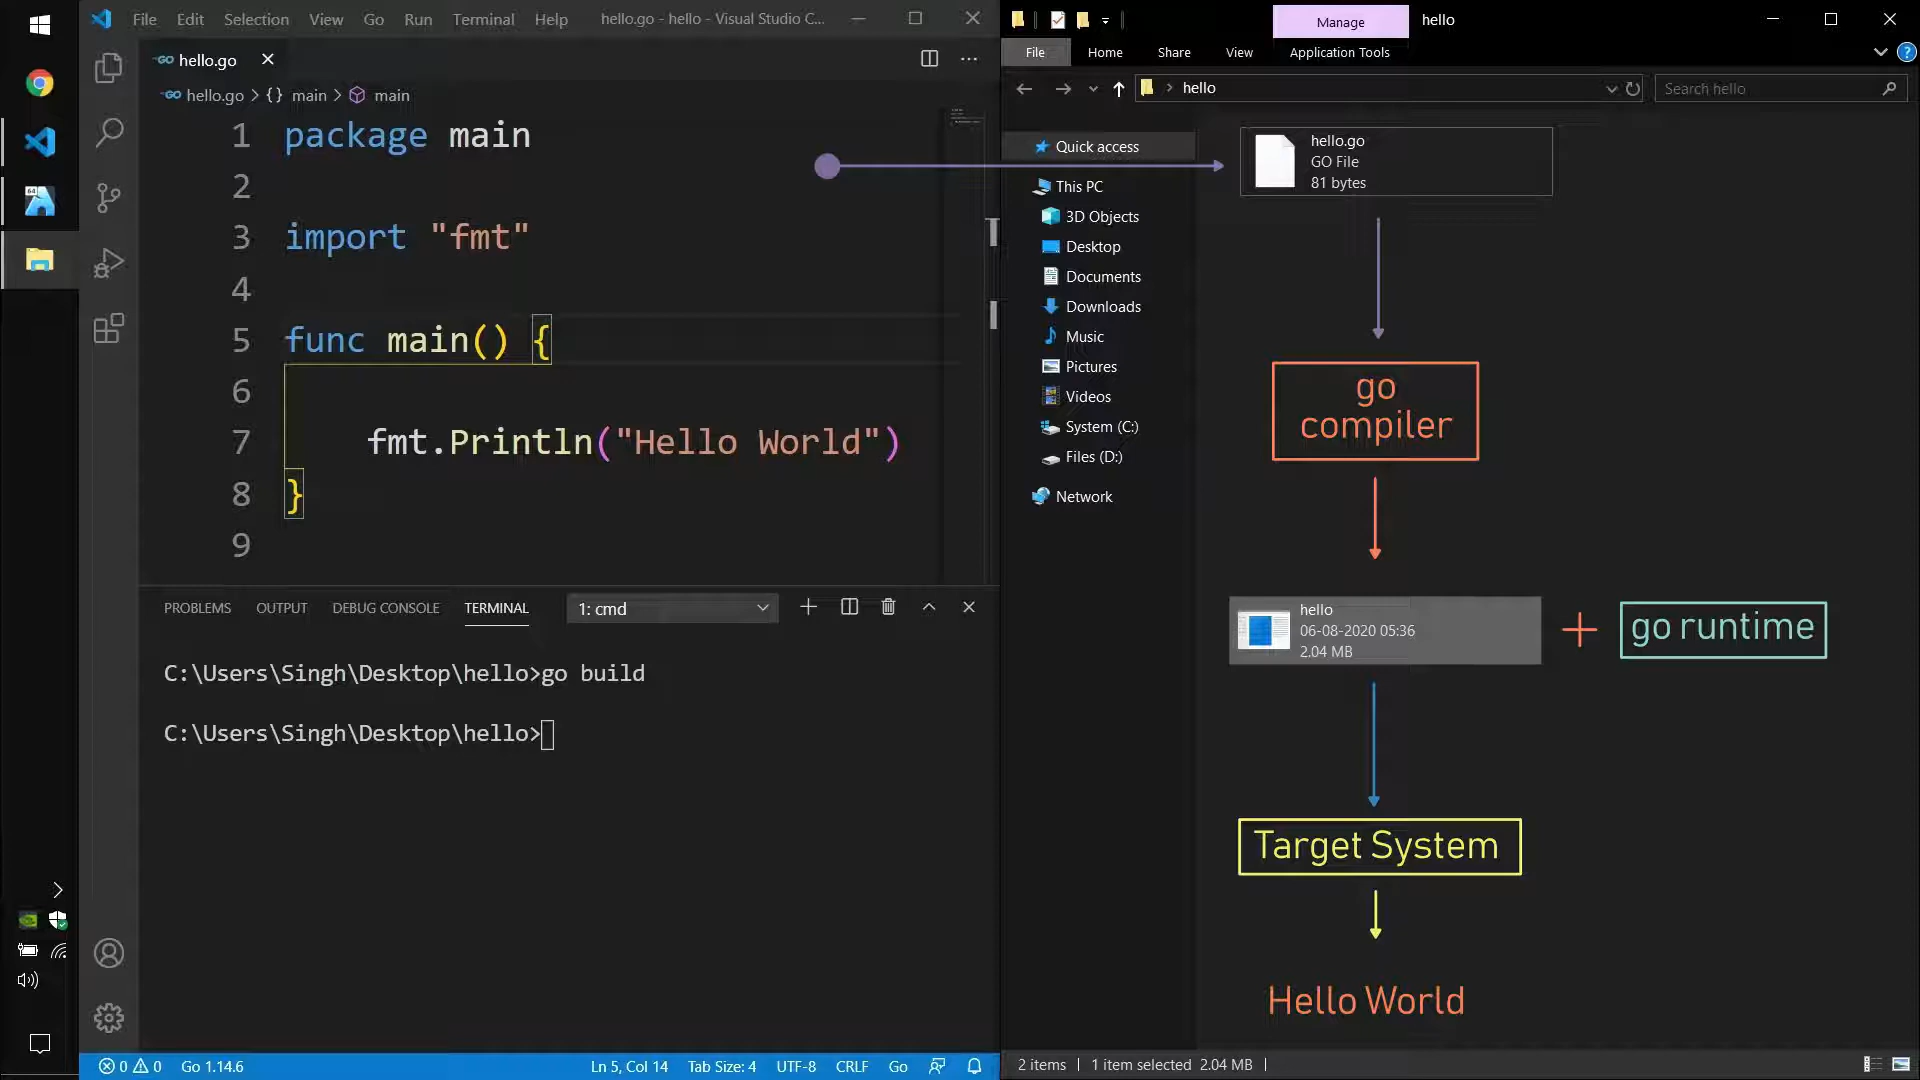 File Edit Selection View Go Run Terminal Help hello.go - hello - Visual Studio C...
hello.go
hello.go > {} main > main
1 package main
2
3 import "fmt"
4
5 func main() {
6
7 fmt.Println("Hello World")
8 }
9
PROBLEMS OUTPUT DEBUG CONSOLE TERMINAL 1: cmd
C:\Users\Singh\Desktop\hello>go build
C:\Users\Singh\Desktop\hello>
0 0 Go 1.14.6 Ln 5, Col 14 Tab Size: 4 UTF-8 CRLF Go
Manage hello
File Home Share View Application Tools
hello Search hello
Quick access
This PC
3D Objects
Desktop
Documents
Downloads
Music
Pictures
Videos
System (C:)
Files (D:)
Network
hello.go
GO File
81 bytes
go
compiler
hello
06-08-2020 05:36
2.04 MB
+ go runtime
Target System
Hello World
2 items 1 item selected 2.04 MB